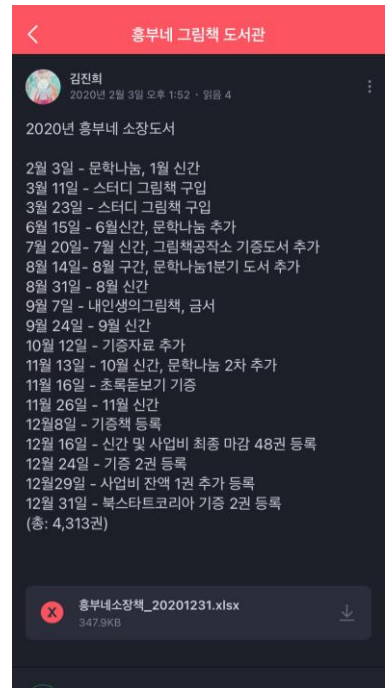 흥부네 그림책 도서관
김진희
2020년 2월 3일 오후 1:52 · 읽음 4
2020년 흥부네 소장도서
2월 3일 - 문학나눔, 1월 신간
3월 11일 - 스터디 그림책 구입
3월 23일 - 스터디 그림책 구입
6월 15일 - 6월신간, 문학나눔 추가
7월 20일- 7월 신간, 그림책공작소 기증도서 추가
8월 14일- 8월 구간, 문학나눔1분기 도서 추가
8월 31일 - 8월 신간
9월 7일 - 내인생의그림책, 금서
9월 24일 - 9월 신간
10월 12일 - 기증자료 추가
11월 13일 - 10월 신간, 문학나눔 2차 추가
11월 16일 - 초록돋보기 기증
11월 26일 - 11월 신간
12월8일 - 기증책 등록
12월 16일 - 신간 및 사업비 최종 마감 48권 등록
12월 24일 - 기증 2권 등록
12월29일 - 사업비 잔액 1권 추가 등록
12월 31일 - 북스타트코리아 기증 2권 등록
(총: 4,313권)
흥부네소장책_20201231.xlsx
347.9KB